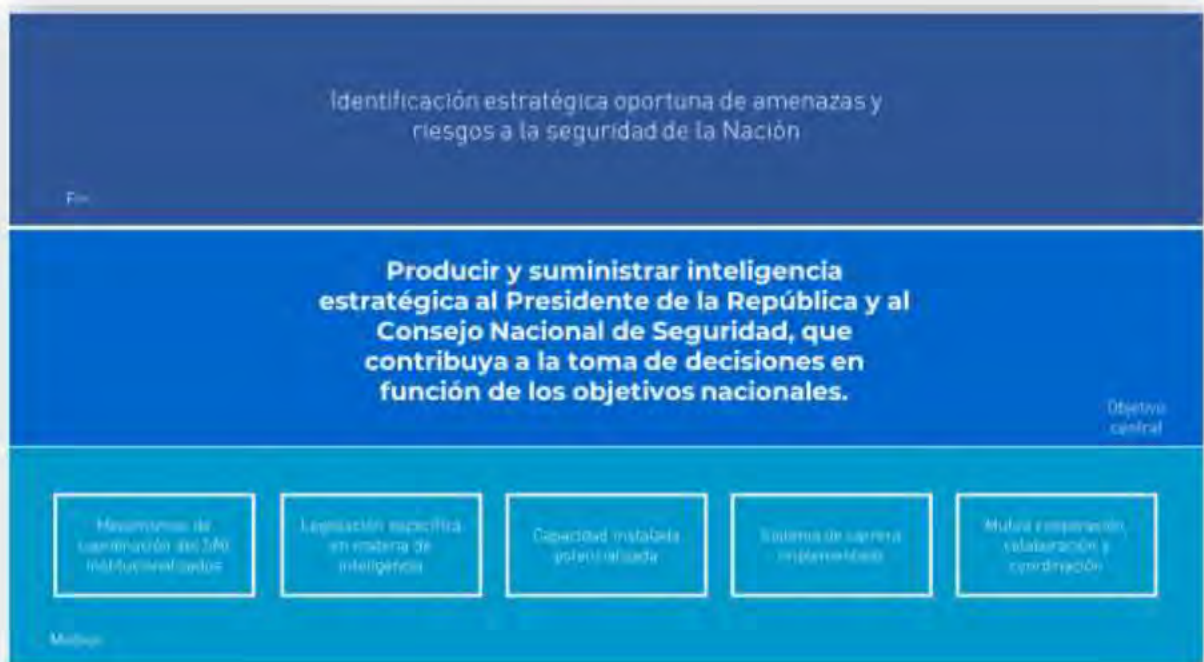 Identificación estratégica oportuna de amenazas y
riesgos a la seguridad de la Nación
Fin
Producir y suministrar inteligencia
estratégica al Presidente de la República y al
Consejo Nacional de Seguridad, que
contribuya a la toma de decisiones en
función de los objetivos nacionales.
Objetivo
central
Mecanismos de
coordinación del SNI
institucionalizados
Legislación específica
en materia de
inteligencia
Capacidad instalada
potencializada
Sistema de carrera
implementado
Mutua cooperación,
colaboración y
coordinación
Medios